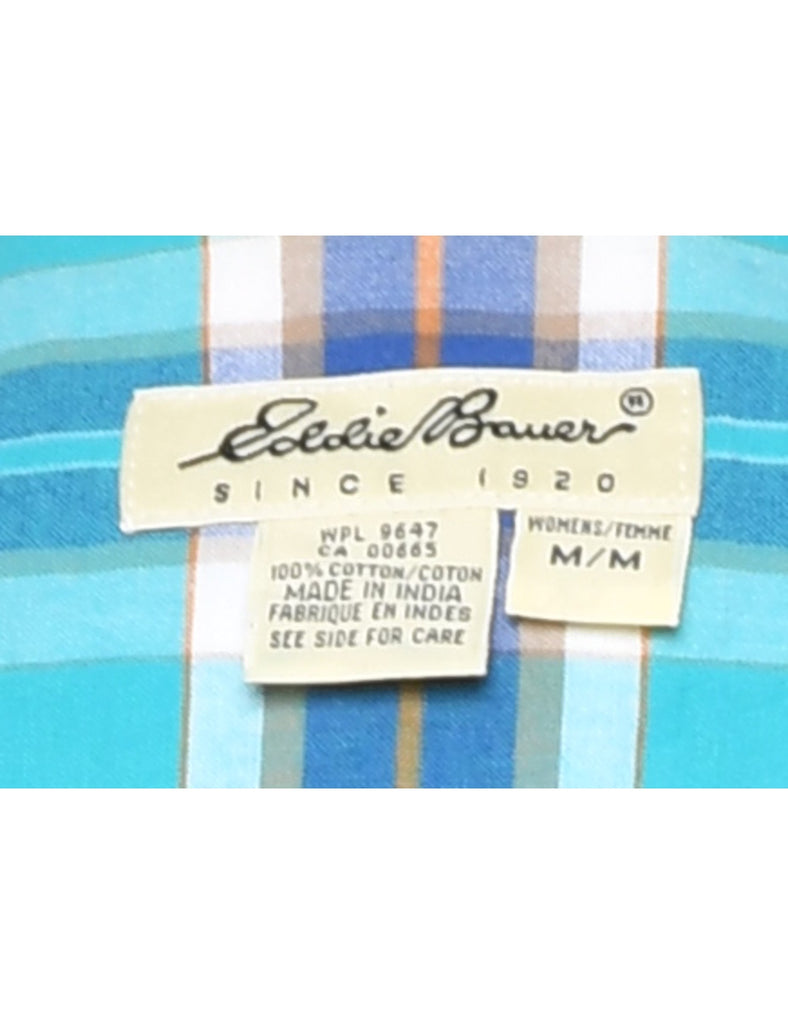 Eddie Bauer®
SINCE 1920
WPL 9647
CA 00665
100% COTTON/COTON
MADE IN INDIA
FABRIQUE EN INDES
SEE SIDE FOR CARE
WOMENS/FEMME
M/M